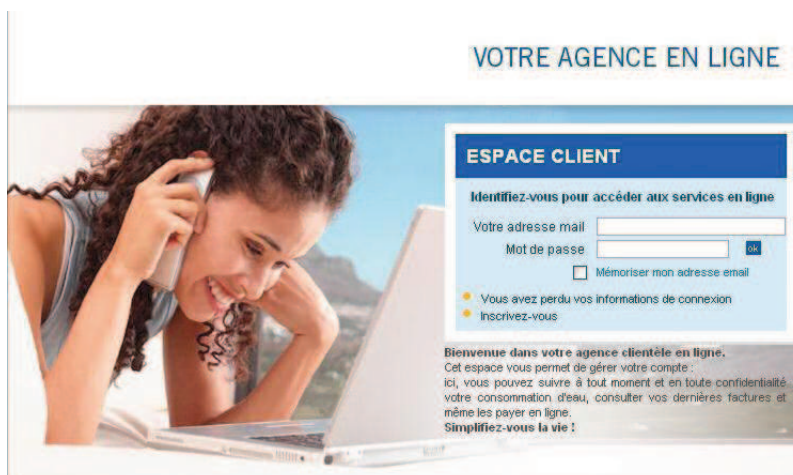 VOTRE AGENCE EN LIGNE
ESPACE CLIENT
Identifiez-vous pour accéder aux services en ligne
Votre adresse mail
Mot de passe
ok
Mémoriser mon adresse email
Vous avez perdu vos informations de connexion
Inscrivez-vous
Bienvenue dans votre agence clientèle en ligne.
Cet espace vous permet de gérer votre compte :
ici, vous pouvez suivre à tout moment et en toute confidentialité
votre consommation d'eau, consulter vos dernières factures et
même les payer en ligne.
Simplifiez-vous la vie !